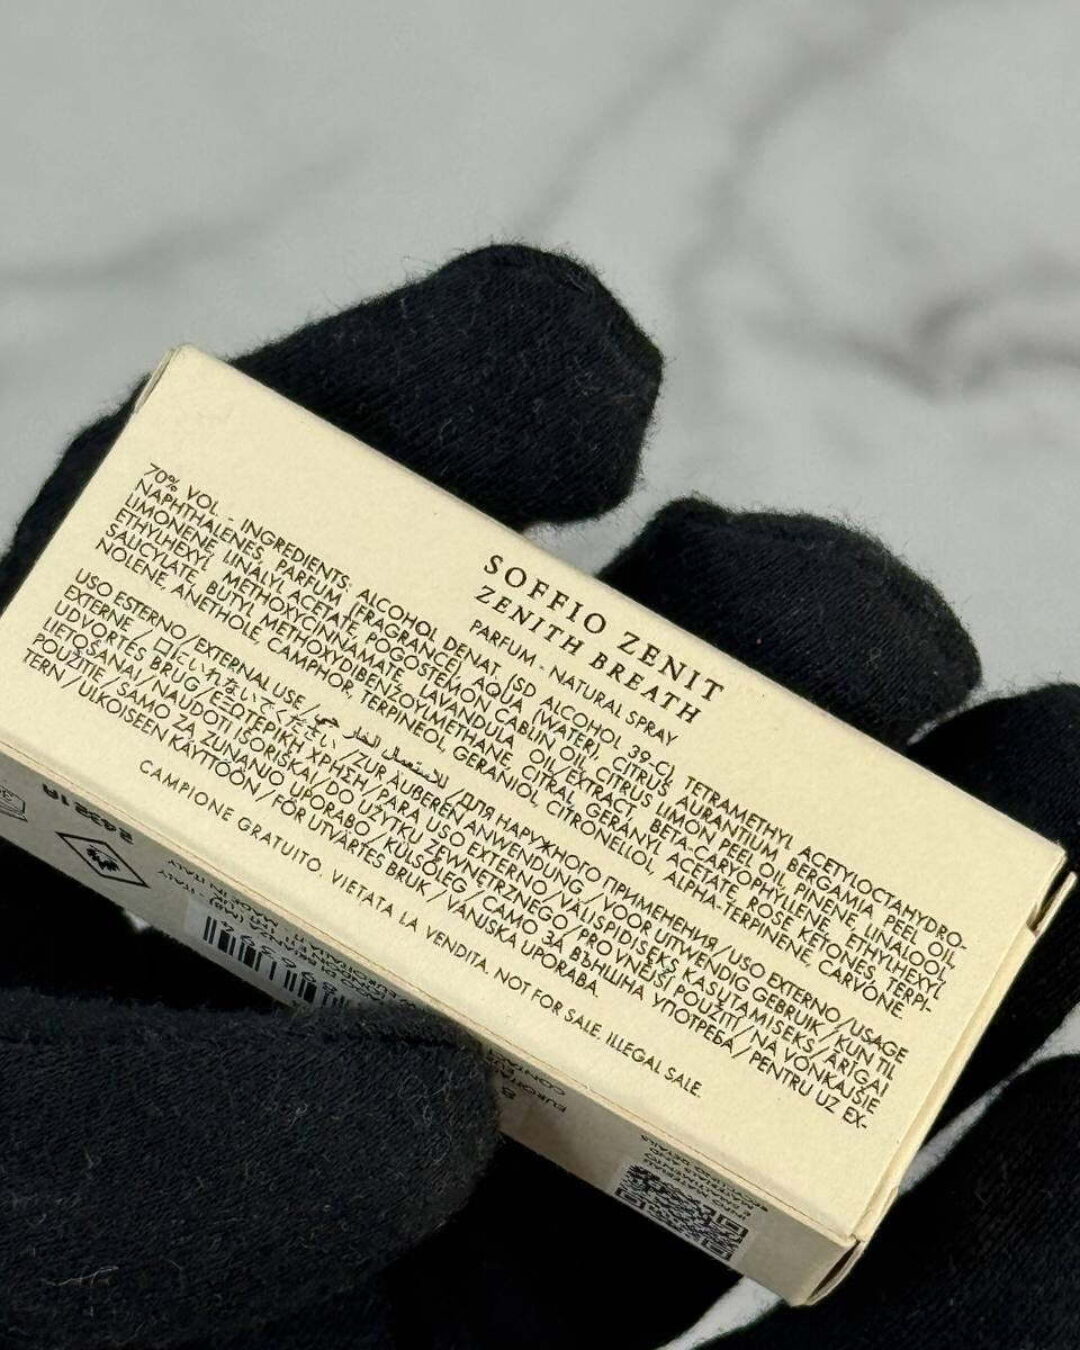 SOFFIO ZENIT
ZENITH BREATH
PARFUM - NATURAL SPRAY
70% VOL. - INGREDIENTS: ALCOHOL DENAT. (SD ALCOHOL 39-C), TETRAMETHYL ACETYLOCTAHYDRO-
NAPHTHALENES, PARFUM (FRAGRANCE), AQUA (WATER), CITRUS AURANTIUM BERGAMIA PEEL OIL,
LIMONENE, LINALYL ACETATE, POGOSTEMON CABLIN OIL, CITRUS LIMON PEEL OIL, PINENE, LINALOOL,
ETHYLHEXYL METHOXYCINNAMATE, LAVANDULA OIL/EXTRACT, BETA-CARYOPHYLLENE, ETHYLHEXYL
SALICYLATE, BUTYL METHOXYDIBENZOYLMETHANE, CITRAL, GERANYL ACETATE, ROSE KETONES, TERPI-
NOLENE, ANETHOLE, CAMPHOR, TERPINEOL, GERANIOL, CITRONELLOL, ALPHA-TERPINENE, CARVONE.
USO ESTERNO/EXTERNAL USE / للاستعمال الخارجي /ДЛЯ НАРУЖНОГО ПРИМЕНЕНИЯ/USO EXTERNO/USAGE
EXTERNE / 口にいれないでください /ZUR ÄUßEREN ANWENDUNG /VOOR UITWENDIG GEBRUIK /KUN TIL
UDVORTES BRUG/ΕΞΩΤΕΡΙΚΗ ΧΡΗΣΗ/PARA USO EXTERNO/VÄLISPIDISEKS KASUTAMISEKS/ĀRĪGAI
LIETOŠANAI/NAUDOTI IŠORIŠKAI/DO UŻYTKU ZEWNĘTRZNEGO/PRO VNĚJŠÍ POUŽITÍ/NA VONKAJŠIE
POUŽITIE /SAMO ZA ZUNANJO UPORABO /KÜLSŐLEG /САМО ЗА ВЪНШНА УПОТРЕБА/ PENTRU UZ EX-
TERN /ULKOISEEN KÄYTTÖÖN / FÖR UTVÄRTES BRUK / VANJSKA UPORABA.
CAMPIONE GRATUITO. VIETATA LA VENDITA. NOT FOR SALE. ILLEGAL SALE.
24321A